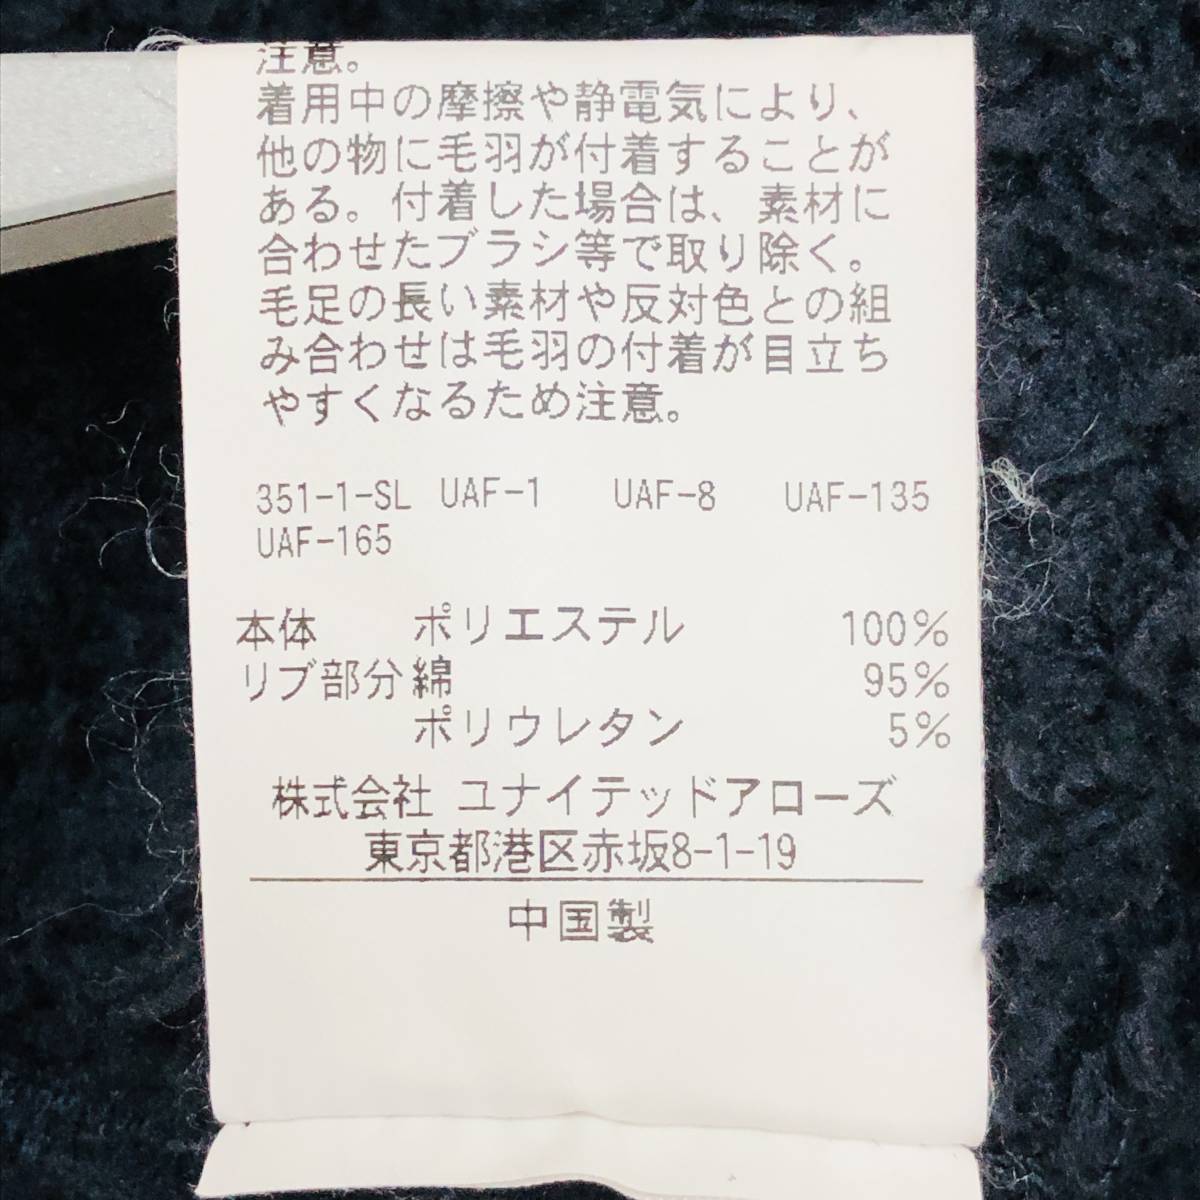 注意。
着用中の摩擦や静電気により、
他の物に毛羽が付着することが
ある。付着した場合は、素材に
合わせたブラシ等で取り除く。
毛足の長い素材や反対色との組
み合わせは毛羽の付着が目立ち
やすくなるため注意。
351-1-SL UAF-1 UAF-8 UAF-135
UAF-165
本体 ポリエステル 100%
リブ部分 綿 95%
ポリウレタン 5%
株式会社 ユナイテッドアローズ
東京都港区赤坂8-1-19
中国製